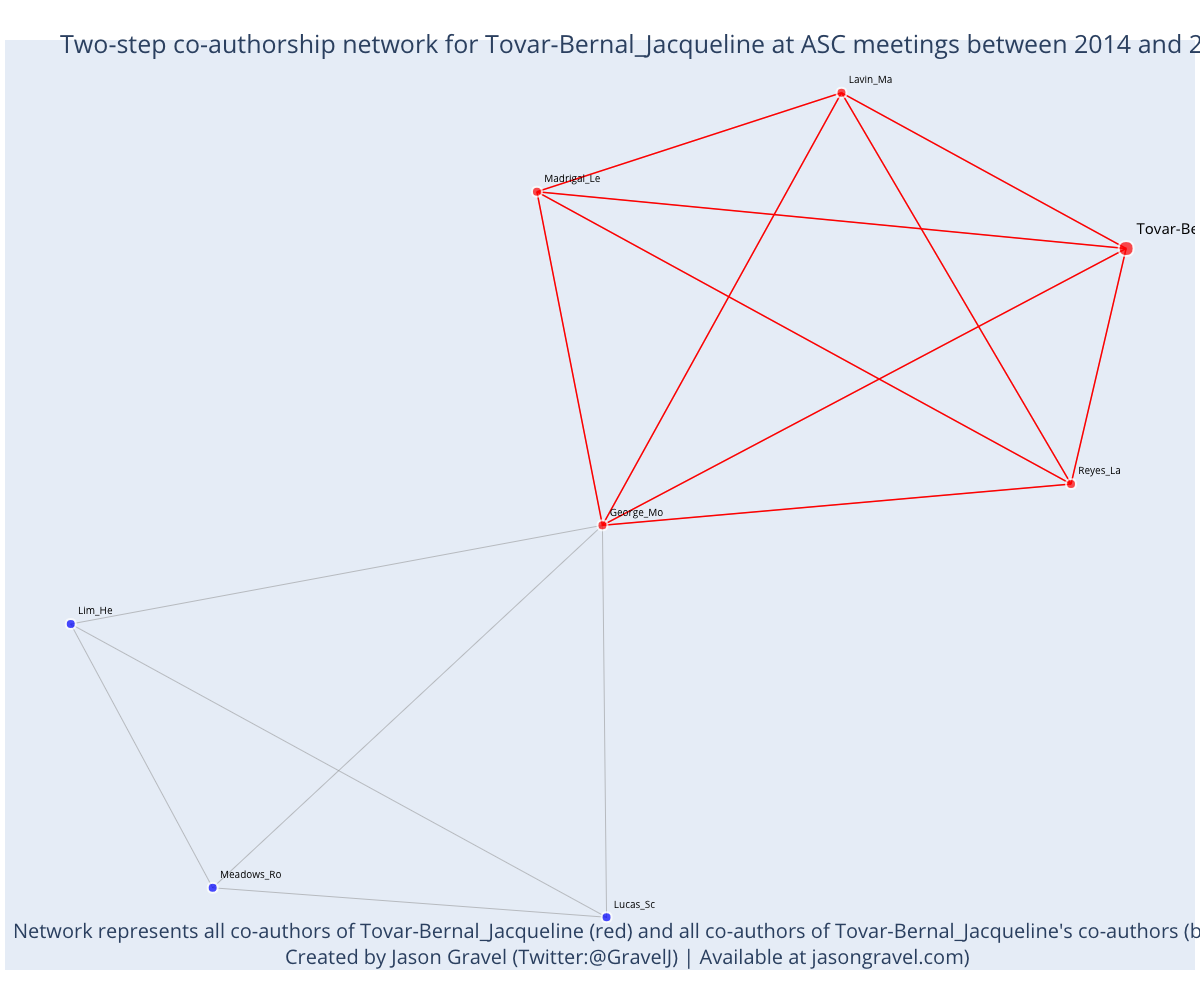 Two-step co-authorship network for Tovar-Bernal_Jacqueline at ASC meetings between 2014 and 2
Lavin_Ma
Madrigal_Le
Tovar-Be
Reyes_La
George_Mo
Lim_He
Meadows_Ro
Lucas_Sc
Network represents all co-authors of Tovar-Bernal_Jacqueline (red) and all co-authors of Tovar-Bernal_Jacqueline's co-authors (b
Created by Jason Gravel (Twitter:@GravelJ) | Available at jasongravel.com)